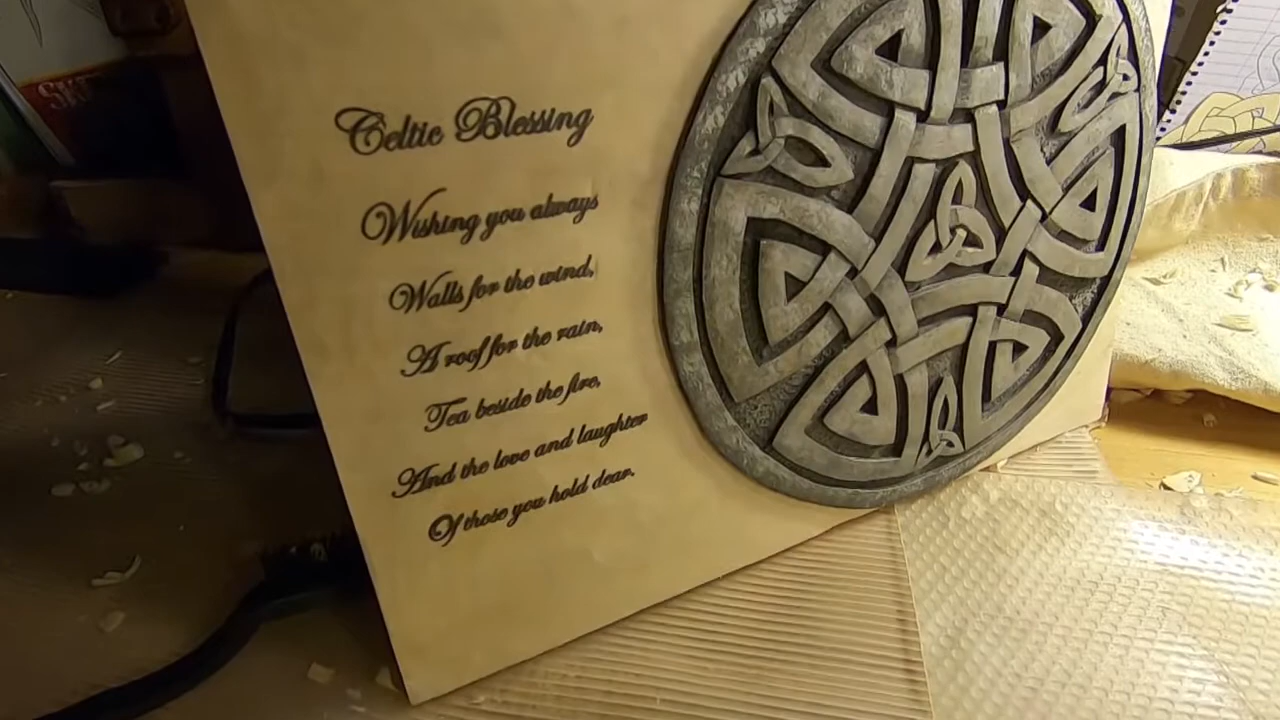 SKF
Celtic Blessing
Wishing you always
Walls for the wind,
A roof for the rain,
Tea beside the fire,
And the love and laughter
Of those you hold dear.